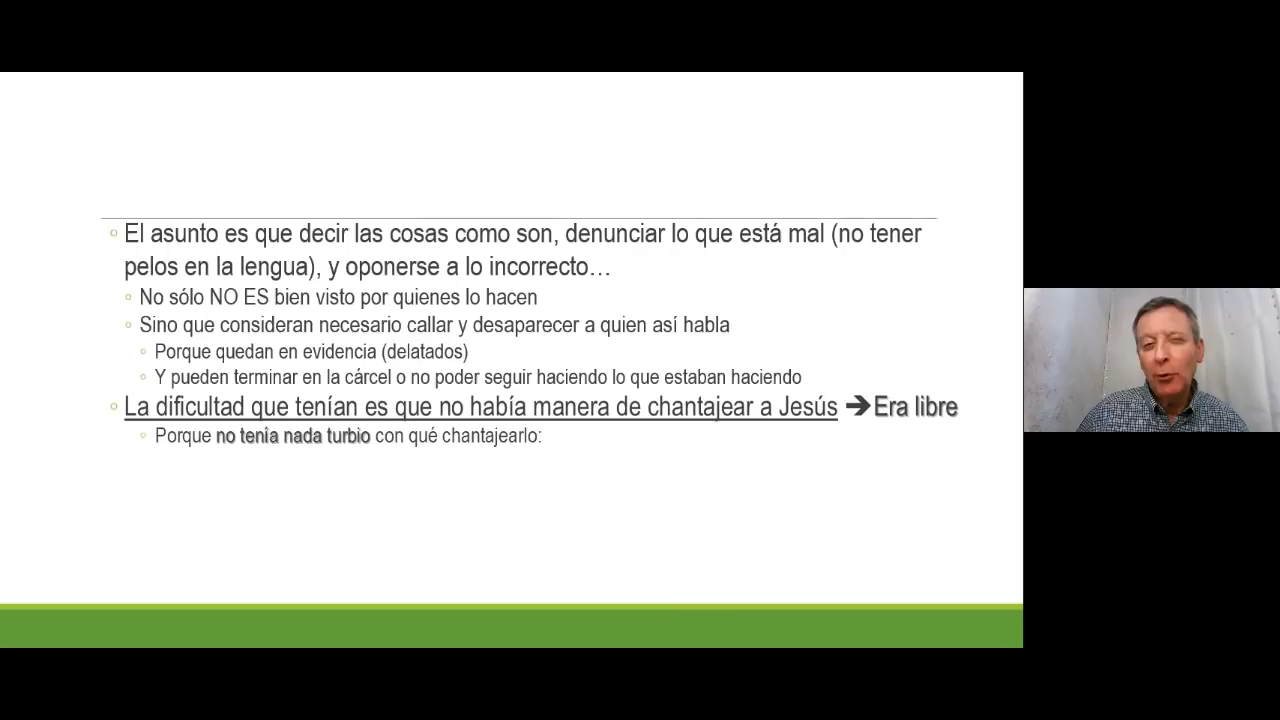 El asunto es que decir las cosas como son, denunciar lo que está mal (no tener
pelos en la lengua), y oponerse a lo incorrecto…
No sólo NO ES bien visto por quienes lo hacen
Sino que consideran necesario callar y desaparecer a quien así habla
Porque quedan en evidencia (delatados)
Y pueden terminar en la cárcel o no poder seguir haciendo lo que estaban haciendo
La dificultad que tenían es que no había manera de chantajear a Jesús ➔Era libre
Porque no tenía nada turbio con qué chantajearlo: